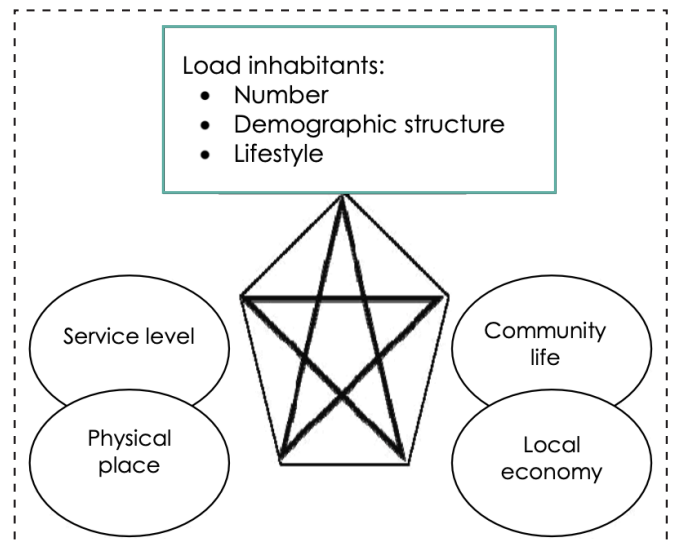 Load inhabitants:
• Number
• Demographic structure
• Lifestyle
Service level
Community
life
Physical
place
Local
economy